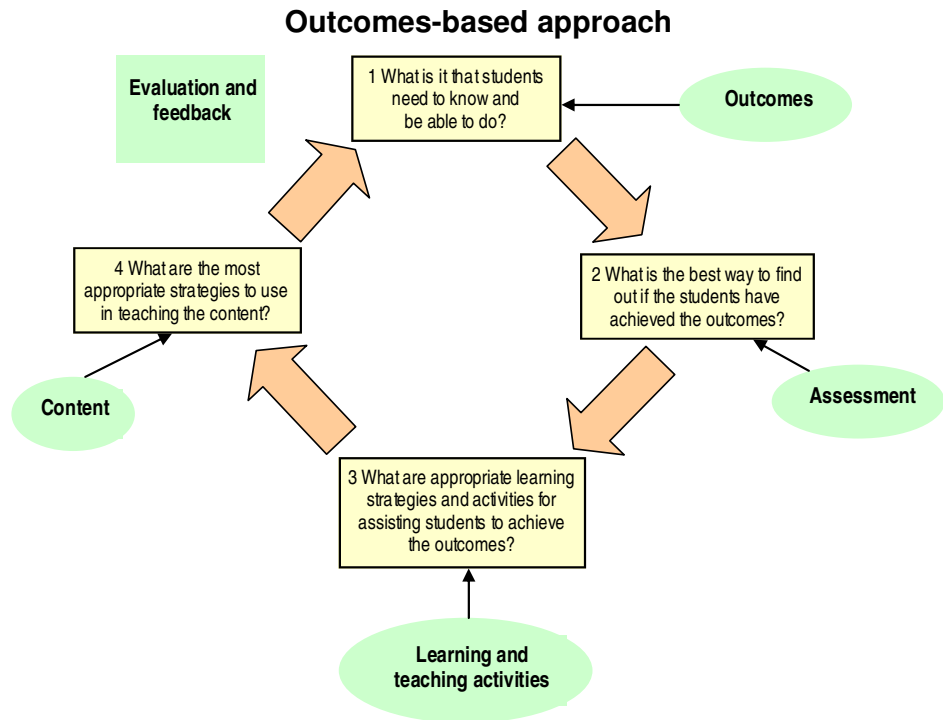 Outcomes-based approach
Evaluation and
feedback
1 What is it that students
need to know and
be able to do?
Outcomes
4 What are the most
appropriate strategies to use
in teaching the content?
2 What is the best way to find
out if the students have
achieved the outcomes?
Content
Assessment
3 What are appropriate learning
strategies and activities for
assisting students to achieve
the outcomes?
Learning and
teaching activities